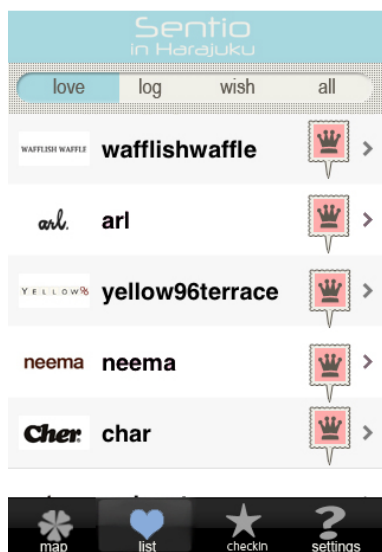 Sentio
in Harajuku
love log wish all
WAFFLISH WAFFLE wafflishwaffle
arl. arl
YELLOW96 yellow96terrace
neema neema
Cher. char
map list checkIn settings